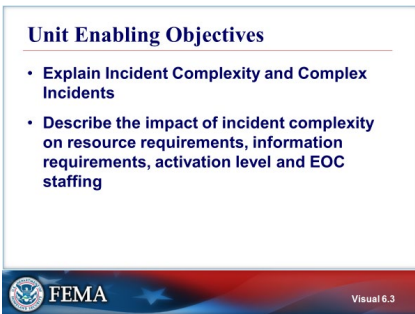 Unit Enabling Objectives
• Explain Incident Complexity and Complex
Incidents
• Describe the impact of incident complexity
on resource requirements, information
requirements, activation level and EOC
staffing
FEMA
Visual 6.3